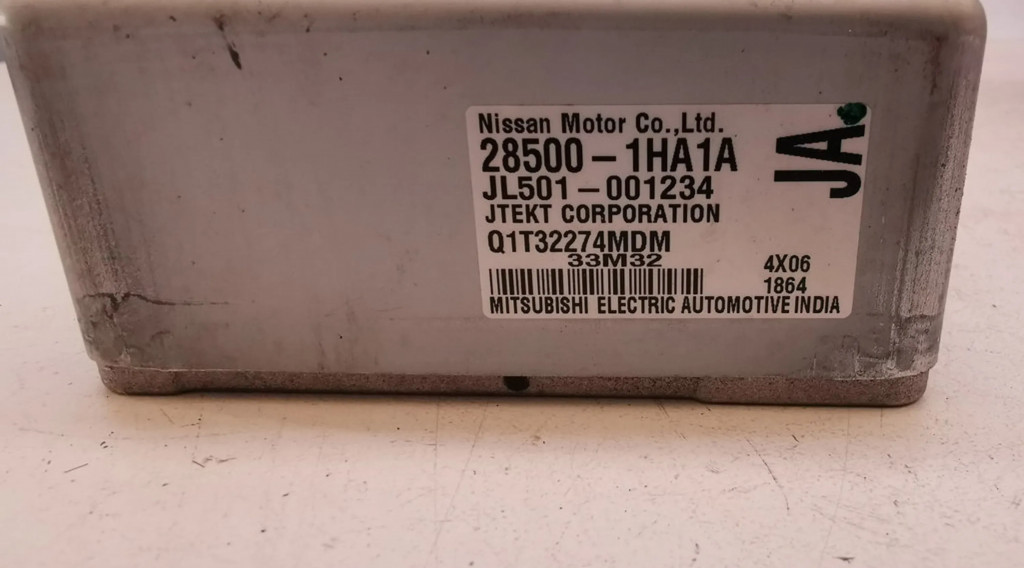 Nissan Motor Co.,Ltd.
28500-1HA1A
JL501-001234
JTEKT CORPORATION
Q1T32274MDM
33M32
4X06
1864
MITSUBISHI ELECTRIC AUTOMOTIVE INDIA
JA